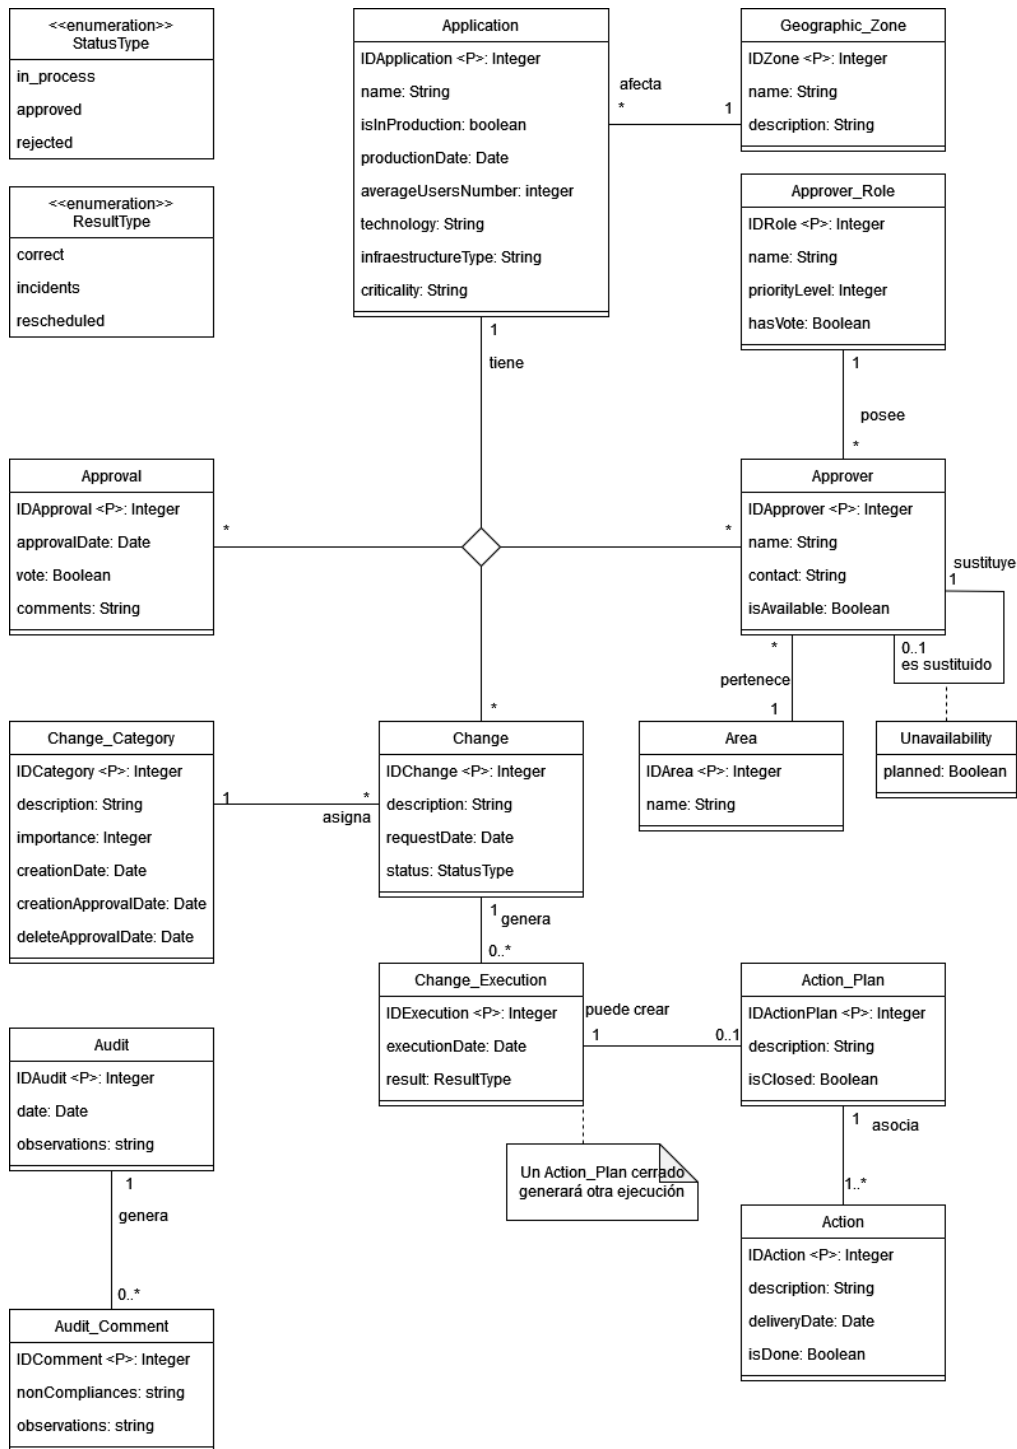 <<enumeration>>
StatusType
in_process
approved
rejected
<<enumeration>>
ResultType
correct
incidents
rescheduled
Application
IDApplication <P>: Integer
name: String
isInProduction: boolean
productionDate: Date
averageUsersNumber: integer
technology: String
infraestructureType: String
criticality: String
afecta
*
1
Geographic_Zone
IDZone <P>: Integer
name: String
description: String
Approver_Role
IDRole <P>: Integer
name: String
priorityLevel: Integer
hasVote: Boolean
1
tiene
1
posee
*
Approval
IDApproval <P>: Integer
approvalDate: Date
vote: Boolean
comments: String
*
*
*
Approver
IDApprover <P>: Integer
name: String
contact: String
isAvailable: Boolean
sustituye
1
0..1
es sustituido
*
pertenece
1
Unavailability
planned: Boolean
Area
IDArea <P>: Integer
name: String
Change_Category
IDCategory <P>: Integer
description: String
importance: Integer
creationDate: Date
creationApprovalDate: Date
deleteApprovalDate: Date
1
*
asigna
Change
IDChange <P>: Integer
description: String
requestDate: Date
status: StatusType
1
genera
0..*
Change_Execution
IDExecution <P>: Integer
executionDate: Date
result: ResultType
puede crear
1
0..1
Action_Plan
IDActionPlan <P>: Integer
description: String
isClosed: Boolean
1
asocia
1..*
Un Action_Plan cerrado
generará otra ejecución
Action
IDAction <P>: Integer
description: String
deliveryDate: Date
isDone: Boolean
Audit
IDAudit <P>: Integer
date: Date
observations: string
1
genera
0..*
Audit_Comment
IDComment <P>: Integer
nonCompliances: string
observations: string